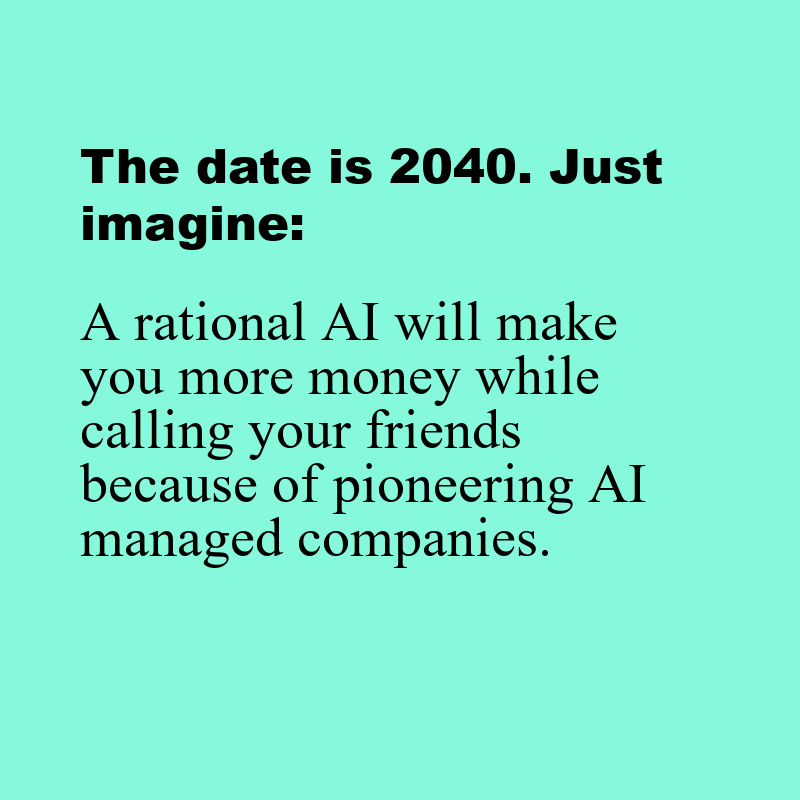 The date is 2040. Just
imagine:
A rational AI will make
you more money while
calling your friends
because of pioneering AI
managed companies.